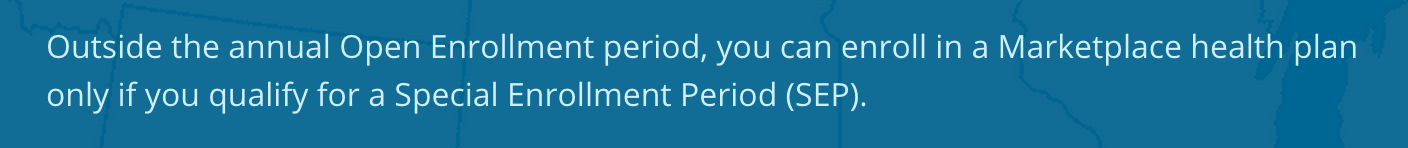 Outside the annual Open Enrollment period, you can enroll in a Marketplace health plan
only if you qualify for a Special Enrollment Period (SEP).